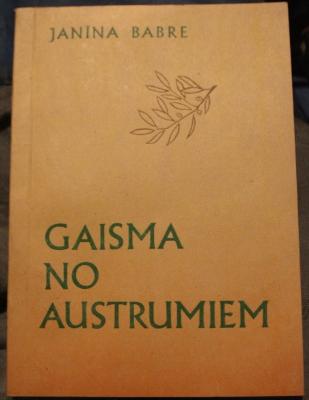 JANĪNA BABRE
GAISMA
NO
AUSTRUMIEM